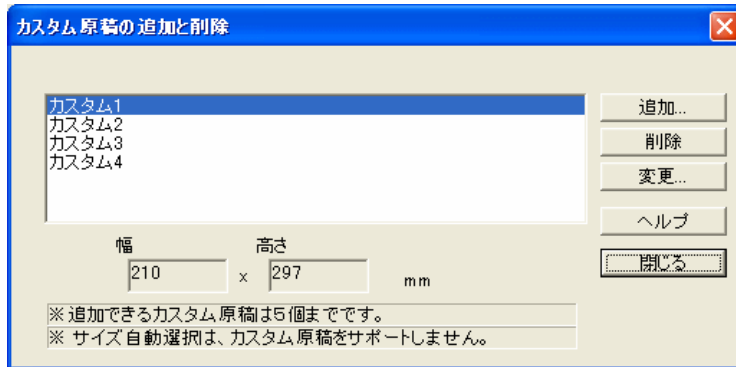 カスタム原稿の追加と削除
カスタム1
カスタム2
カスタム3
カスタム4
追加...
削除
変更...
ヘルプ
閉じる
幅 高さ
210 x 297 mm
※ 追加できるカスタム原稿は5個までです。
※ サイズ自動選択は、カスタム原稿をサポートしません。